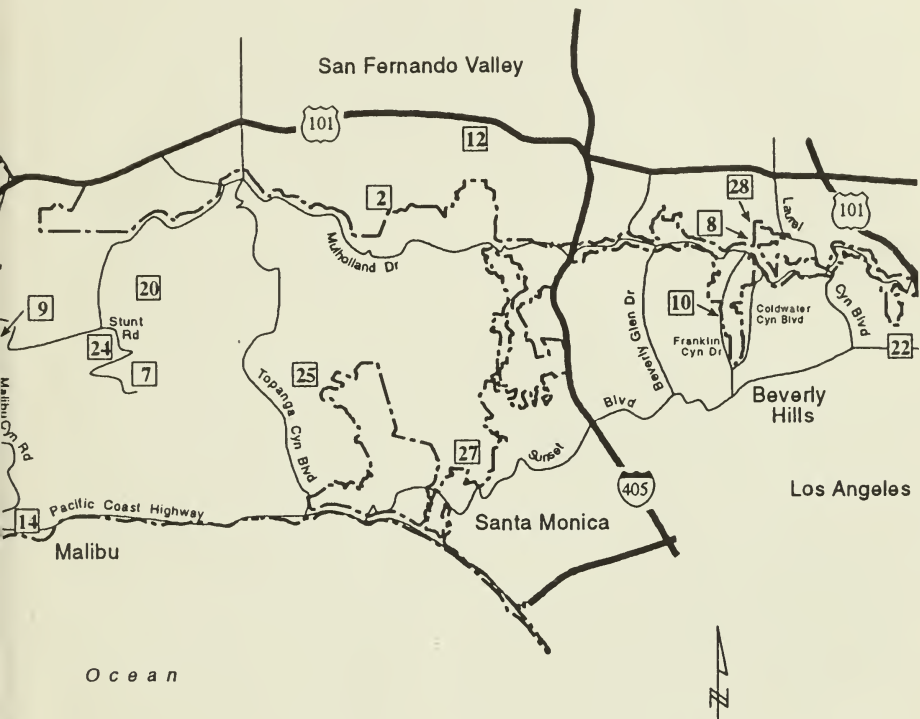 San Fernando Valley
101
12
2
28
8
Laurel
101
Mulholland Dr
20
9
10
Coldwater
Cyn Blvd
Stunt
Rd
24
7
Franklin
Cyn Dr
Beverly Glen Dr
Cyn Blvd
22
Malibu Cyn Rd
25
Topanga Cyn Blvd
Blvd
Beverly
Hills
27
Sunset
405
Los Angeles
14
Pacific Coast Highway
Santa Monica
Malibu
Ocean
N